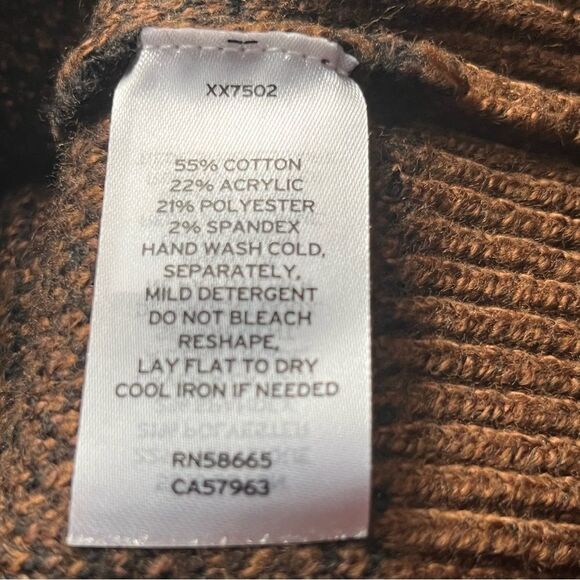 XX7502
55% COTTON
22% ACRYLIC
21% POLYESTER
2% SPANDEX
HAND WASH COLD,
SEPARATELY,
MILD DETERGENT
DO NOT BLEACH
RESHAPE,
LAY FLAT TO DRY
COOL IRON IF NEEDED
RN58665
CA57963